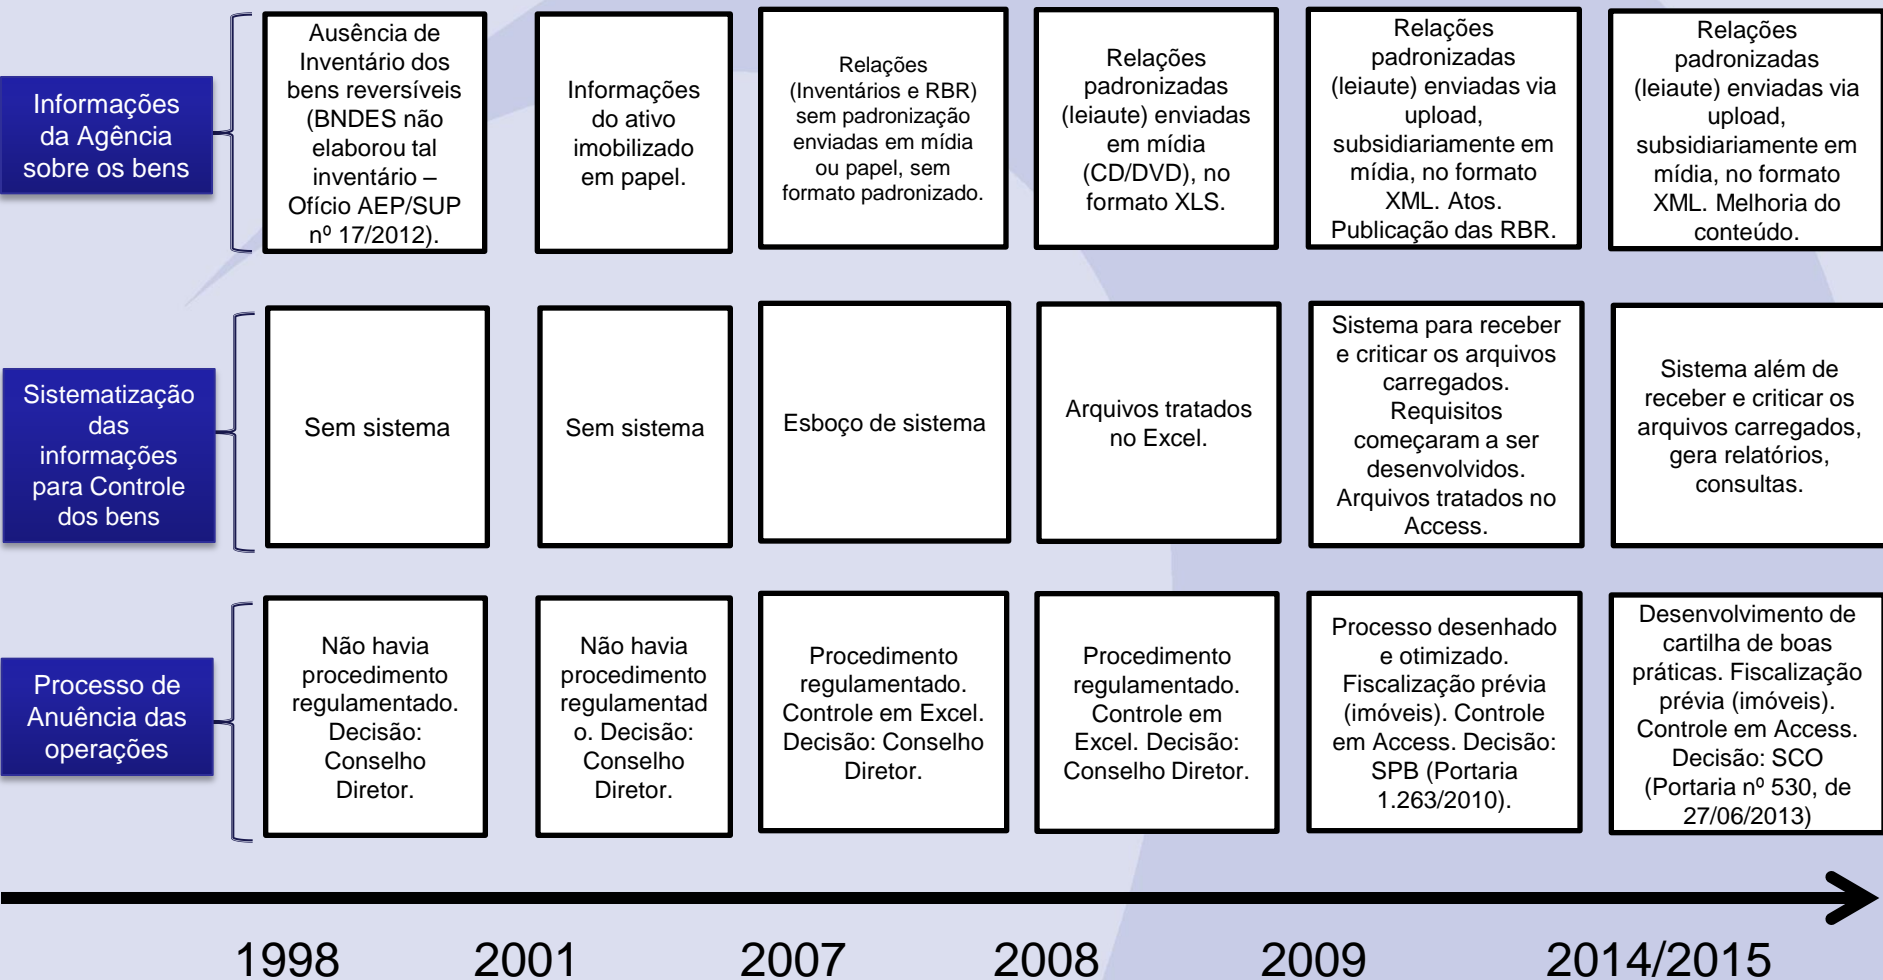 Informações
da Agência
sobre os bens
Ausência de
Inventário dos
bens reversíveis
(BNDES não
elaborou tal
inventário –
Ofício AEP/SUP
nº 17/2012).
Informações
do ativo
imobilizado
em papel.
Relações
(Inventários e RBR)
sem padronização
enviadas em mídia
ou papel, sem
formato padronizado.
Relações
padronizadas
(leiaute) enviadas
em mídia
(CD/DVD), no
formato XLS.
Relações
padronizadas
(leiaute) enviadas via
upload,
subsidiariamente em
mídia, no formato
XML. Atos.
Publicação das RBR.
Relações
padronizadas
(leiaute) enviadas via
upload,
subsidiariamente em
mídia, no formato
XML. Melhoria do
conteúdo.
Sistematização
das
informações
para Controle
dos bens
Sem sistema
Sem sistema
Esboço de sistema
Arquivos tratados
no Excel.
Sistema para receber
e criticar os arquivos
carregados.
Requisitos
começaram a ser
desenvolvidos.
Arquivos tratados no
Access.
Sistema além de
receber e criticar os
arquivos carregados,
gera relatórios,
consultas.
Processo de
Anuência das
operações
Não havia
procedimento
regulamentado.
Decisão:
Conselho
Diretor.
Não havia
procedimento
regulamentad
o. Decisão:
Conselho
Diretor.
Procedimento
regulamentado.
Controle em Excel.
Decisão: Conselho
Diretor.
Procedimento
regulamentado.
Controle em
Excel. Decisão:
Conselho Diretor.
Processo desenhado
e otimizado.
Fiscalização prévia
(imóveis). Controle
em Access. Decisão:
SPB (Portaria
1.263/2010).
Desenvolvimento de
cartilha de boas
práticas. Fiscalização
prévia (imóveis).
Controle em Access.
Decisão: SCO
(Portaria nº 530, de
27/06/2013)
1998
2001
2007
2008
2009
2014/2015